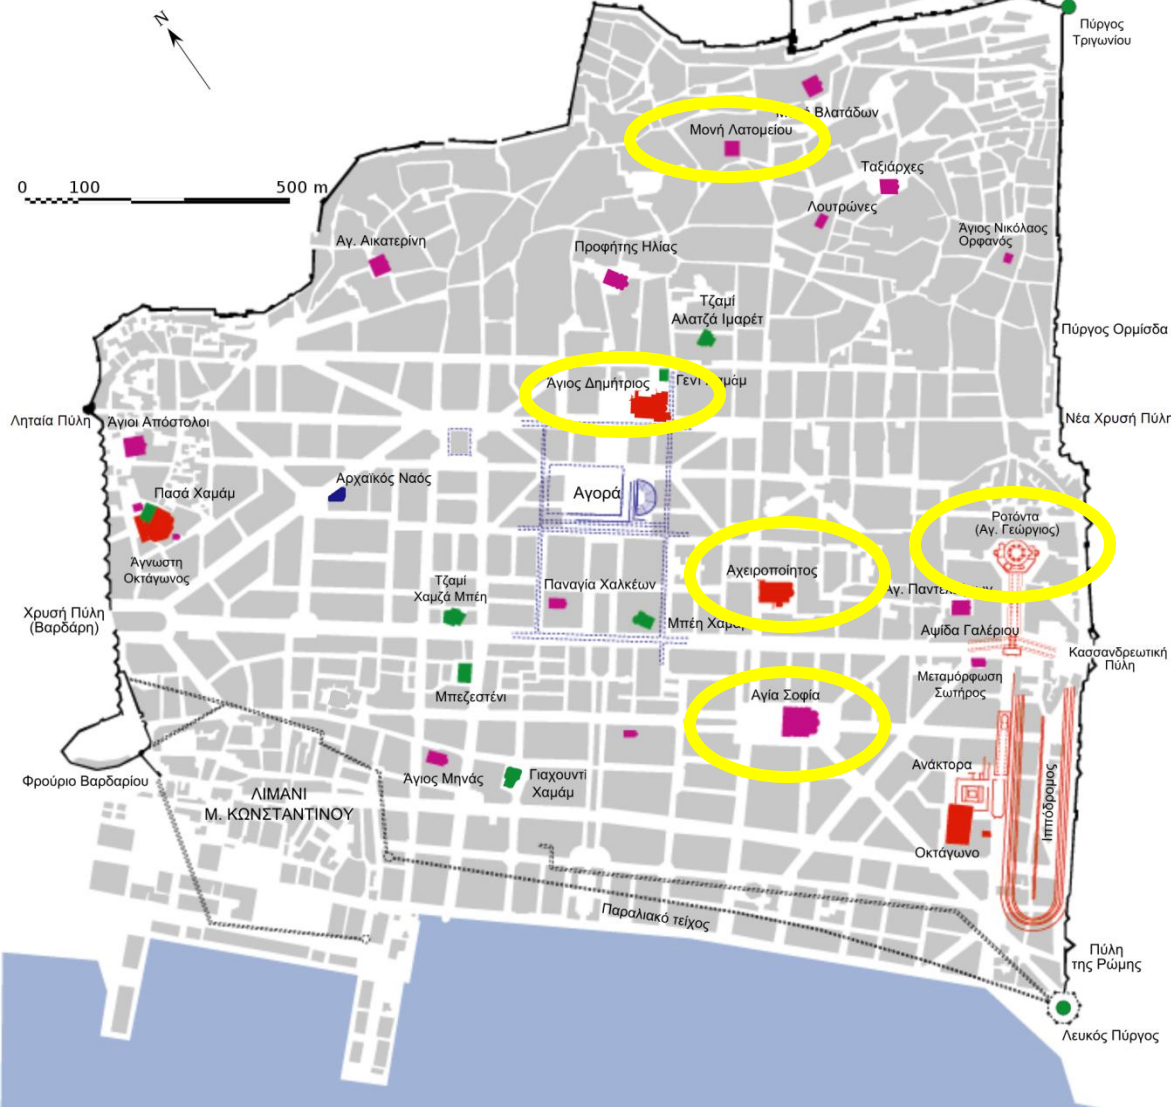 N
Πύργος
Τριγωνίου
Βλατάδων
Μονή Λατομείου
Ταξιάρχες
0 100 500 m
Λουτρώνες
Άγιος Νικόλαος
Ορφανός
Αγ. Αικατερίνη
Προφήτης Ηλίας
Τζαμί
Αλατζά Ιμαρέτ
Πύργος Ορμίσδα
Άγιος Δημήτριος
Γενί Χαμάμ
Ληταία Πύλη
Άγιοι Απόστολοι
Νέα Χρυσή Πύλη
Αρχαϊκός Ναός
Πασά Χαμάμ
Αγορά
Ροτόντα
(Αγ. Γεώργιος)
Άγνωστη
Οκτάγωνος
Αχειροποίητος
Τζαμί
Χαμζά Μπέη
Παναγία Χαλκέων
Αγ.
Χρυσή Πύλη
(Βαρδάρη)
Μπέη Χαμάμ
Αψίδα Γαλέριου
Κασσανδρεωτική
Πύλη
Μεταμόρφωση
Σωτήρος
Μπεζεστένι
Αγία Σοφία
Φρούριο Βαρδαρίου
Άγιος Μηνάς
Γιαχουντί
Χαμάμ
Ανάκτορα
Ιππόδρομος
ΛΙΜΑΝΙ
Μ. ΚΩΝΣΤΑΝΤΙΝΟΥ
Οκτάγωνο
Παραλιακό τείχος
Πύλη
της Ρώμης
Λευκός Πύργος